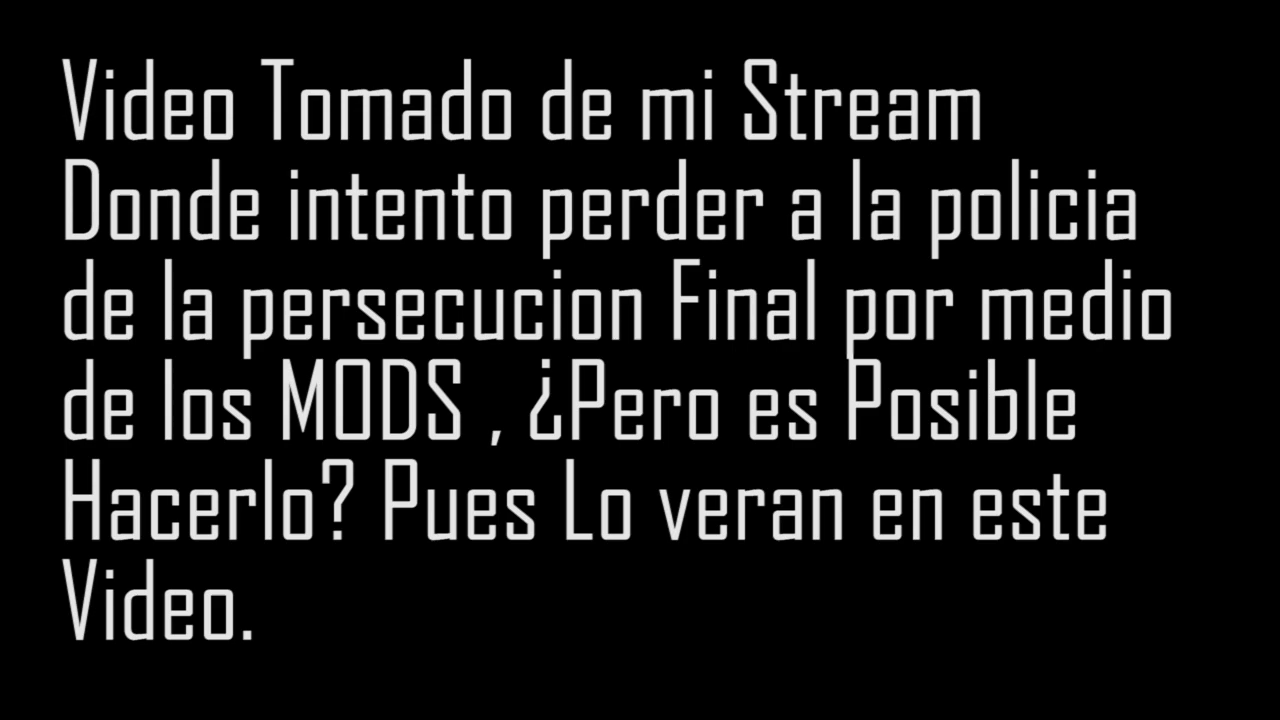 Video Tomado de mi Stream
Donde intento perder a la policia
de la persecucion Final por medio
de los MODS , ¿Pero es Posible
Hacerlo? Pues Lo veran en este
Video.